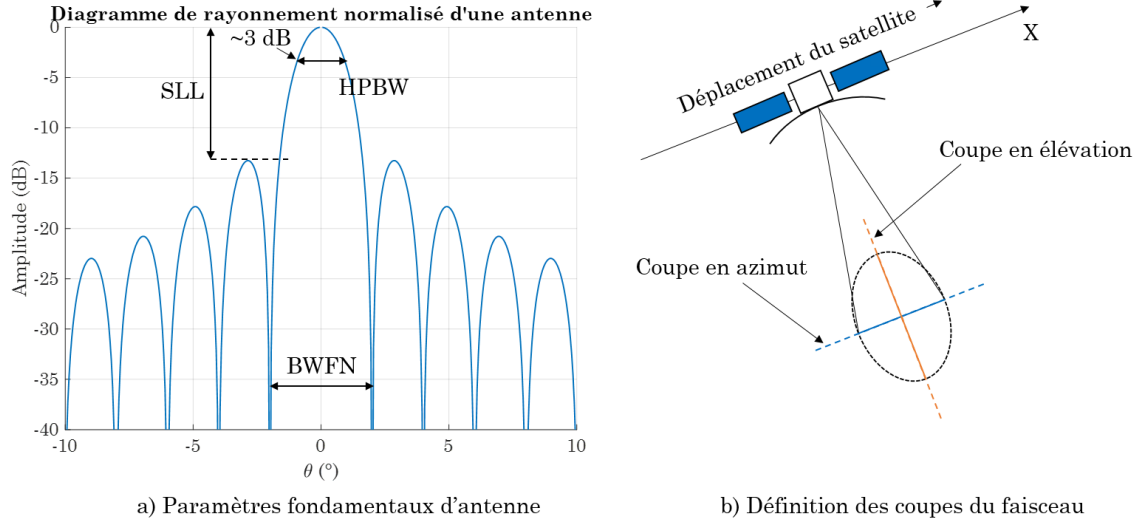 Diagramme de rayonnement normalisé d'une antenne
0
-5
-10
-15
-20
-25
-30
-35
-40
Amplitude (dB)
~3 dB
SLL
HPBW
BWFN
-10
-5
0
5
10
θ (°)
a) Paramètres fondamentaux d'antenne
Déplacement du satellite
X
Coupe en élévation
Coupe en azimut
b) Définition des coupes du faisceau